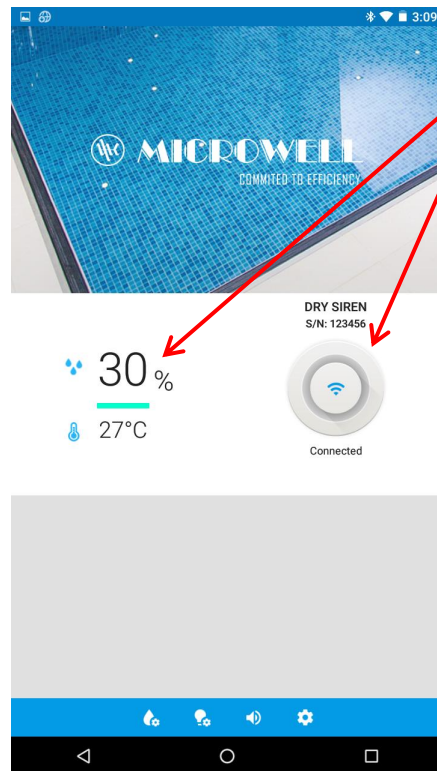 3:09
MICROWELL
COMMITED TO EFFICIENCY
DRY SIREN
S/N: 123456
30 %
27°C
Connected